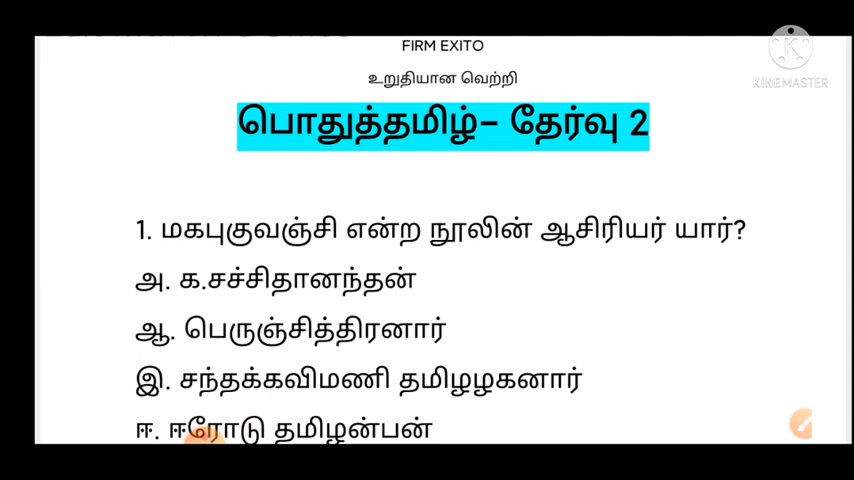 FIRM EXITO
உறுதியான வெற்றி
KINEMASTER
பொதுத்தமிழ்– தேர்வு 2
1. மகபுகுவஞ்சி என்ற நூலின் ஆசிரியர் யார்?
அ. க.சச்சிதானந்தன்
ஆ. பெருஞ்சித்திரனார்
இ. சந்தக்கவிமணி தமிழழகனார்
ஈ. ஈரோடு தமிழன்பன்